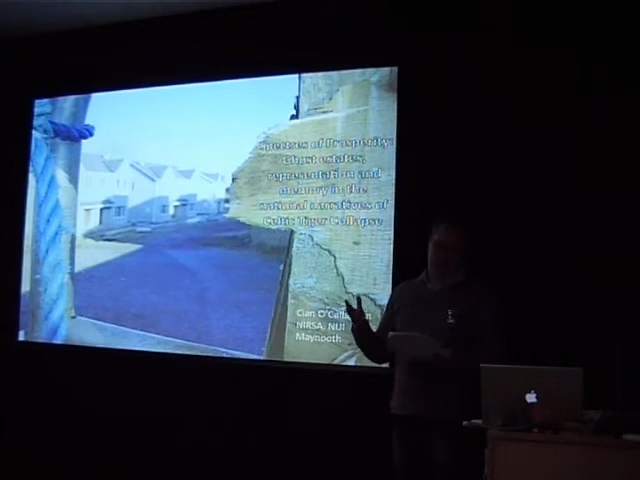 Spectres of Prosperity:
Ghost estates,
representation and
memory in the
national narratives of
Celtic Tiger Collapse
Cian
NIRSA, NUI
Maynooth